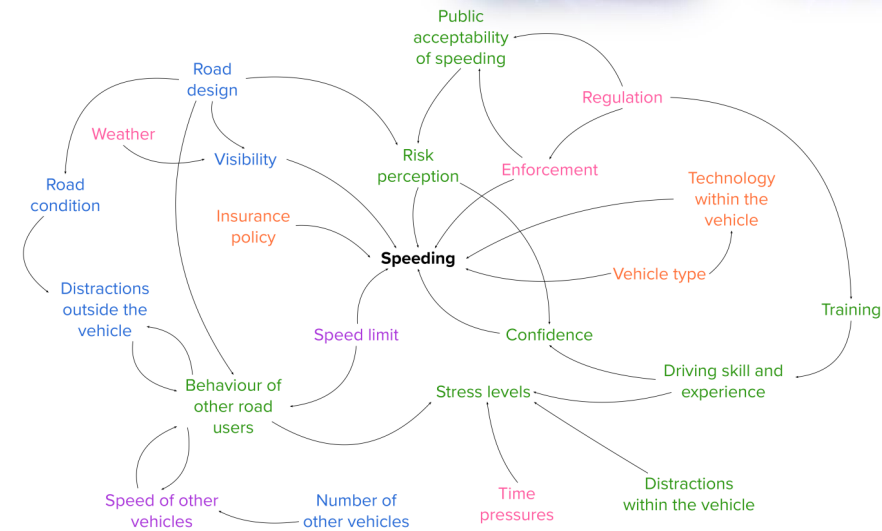 Public
acceptability
of speeding
Road
design
Regulation
Weather
Visibility
Risk
perception
Enforcement
Technology
within the
vehicle
Road
condition
Insurance
policy
Speeding
Vehicle type
Distractions
outside the
vehicle
Speed limit
Confidence
Training
Behaviour of
other road
users
Stress levels
Driving skill and
experience
Speed of other
vehicles
Number of
other vehicles
Time
pressures
Distractions
within the vehicle